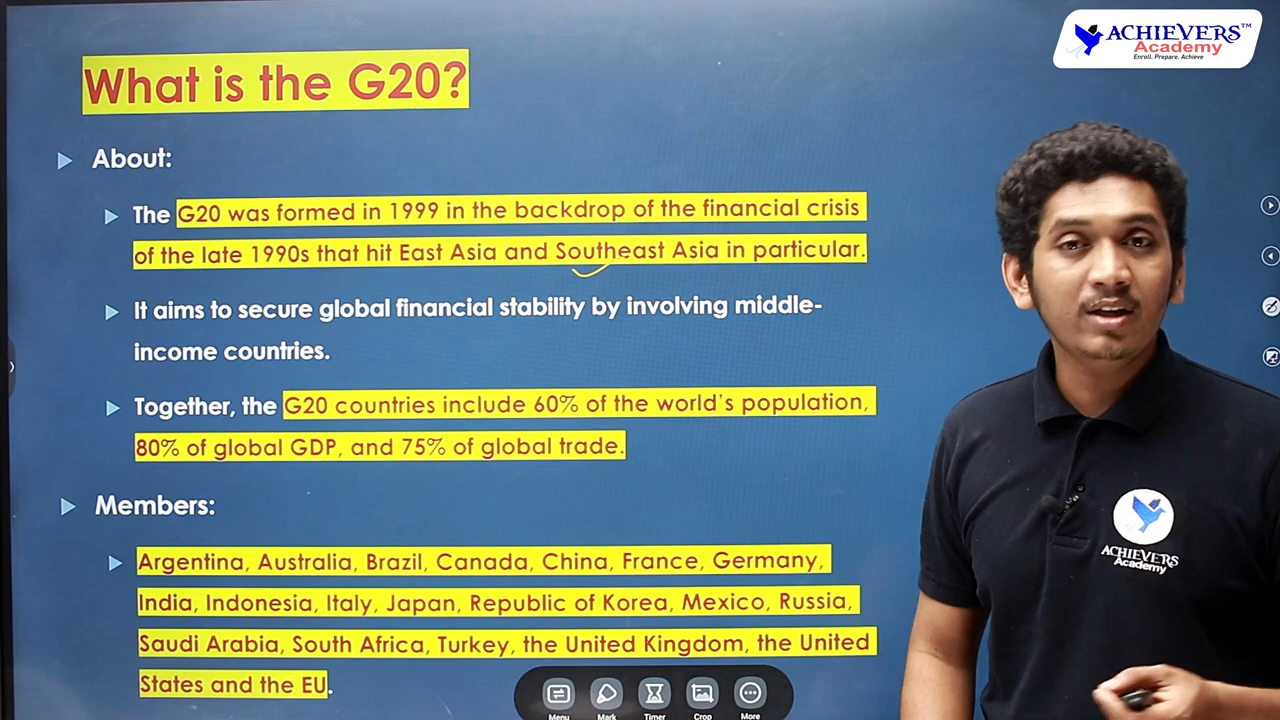 ACHIEVERS™
Academy
Enroll. Prepare. Achieve
What is the G20?
About:
The G20 was formed in 1999 in the backdrop of the financial crisis
of the late 1990s that hit East Asia and Southeast Asia in particular.
It aims to secure global financial stability by involving middle-
income countries.
Together, the G20 countries include 60% of the world's population,
80% of global GDP, and 75% of global trade.
Members:
Argentina, Australia, Brazil, Canada, China, France, Germany,
India, Indonesia, Italy, Japan, Republic of Korea, Mexico, Russia,
Saudi Arabia, South Africa, Turkey, the United Kingdom, the United
States and the EU.
ACHIEVERS
Academy
Menu Mark Timer Crop More